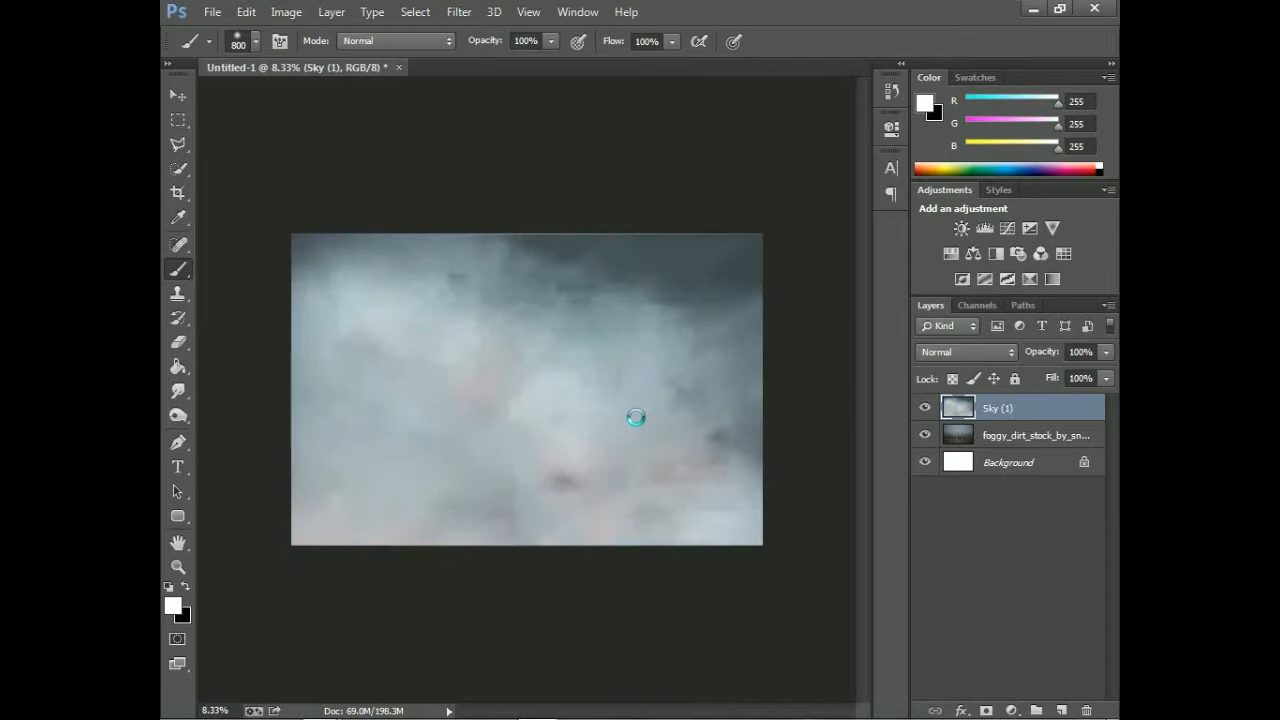 Ps File Edit Image Layer Type Select Filter 3D View Window Help
800 Mode: Normal Opacity: 100% Flow: 100%
Untitled-1 @ 8.33% (Sky (1), RGB/8) *
Color Swatches
R 255
G 255
B 255
Adjustments Styles
Add an adjustment
Layers Channels Paths
Kind
Normal Opacity: 100%
Lock: Fill: 100%
Sky (1)
foggy_dirt_stock_by_sn...
Background
8.33% Doc: 69.0M/198.3M